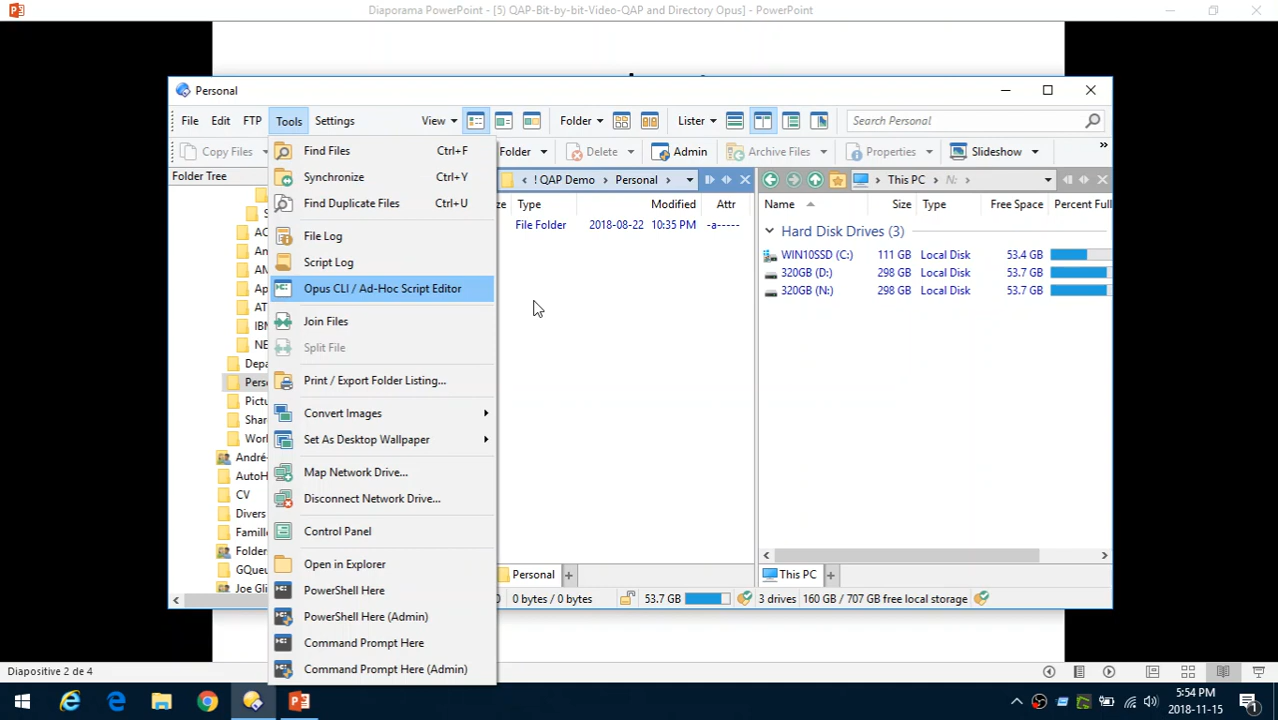 Diaporama PowerPoint - [5) QAP-Bit-by-bit-Video-QAP and Directory Opus] - PowerPoint
Personal
File Edit FTP Tools Settings View Folder Lister Search Personal
Copy Files Folder Delete Admin Archive Files Properties Slideshow »
Folder Tree
! QAP Demo Personal
This PC N:
Type Modified Attr
Name Size Type Free Space Percent Full
File Folder 2018-08-22 10:35 PM -a-----
Hard Disk Drives (3)
WIN10SSD (C:) 111 GB Local Disk 53.4 GB
320GB (D:) 298 GB Local Disk 53.7 GB
320GB (N:) 298 GB Local Disk 53.7 GB
Find Files Ctrl+F
Synchronize Ctrl+Y
Find Duplicate Files Ctrl+U
File Log
Script Log
Opus CLI / Ad-Hoc Script Editor
Join Files
Split File
Print / Export Folder Listing...
Convert Images
Set As Desktop Wallpaper
Map Network Drive...
Disconnect Network Drive...
Control Panel
Open in Explorer
PowerShell Here
PowerShell Here (Admin)
Command Prompt Here
Command Prompt Here (Admin)
André-
AutoH
CV
Divers
Famille
Folder
GQueu
Joe Gli
Personal
This PC
0 bytes / 0 bytes 53.7 GB 3 drives 160 GB / 707 GB free local storage
Diapositive 2 de 4
5:54 PM
2018-11-15